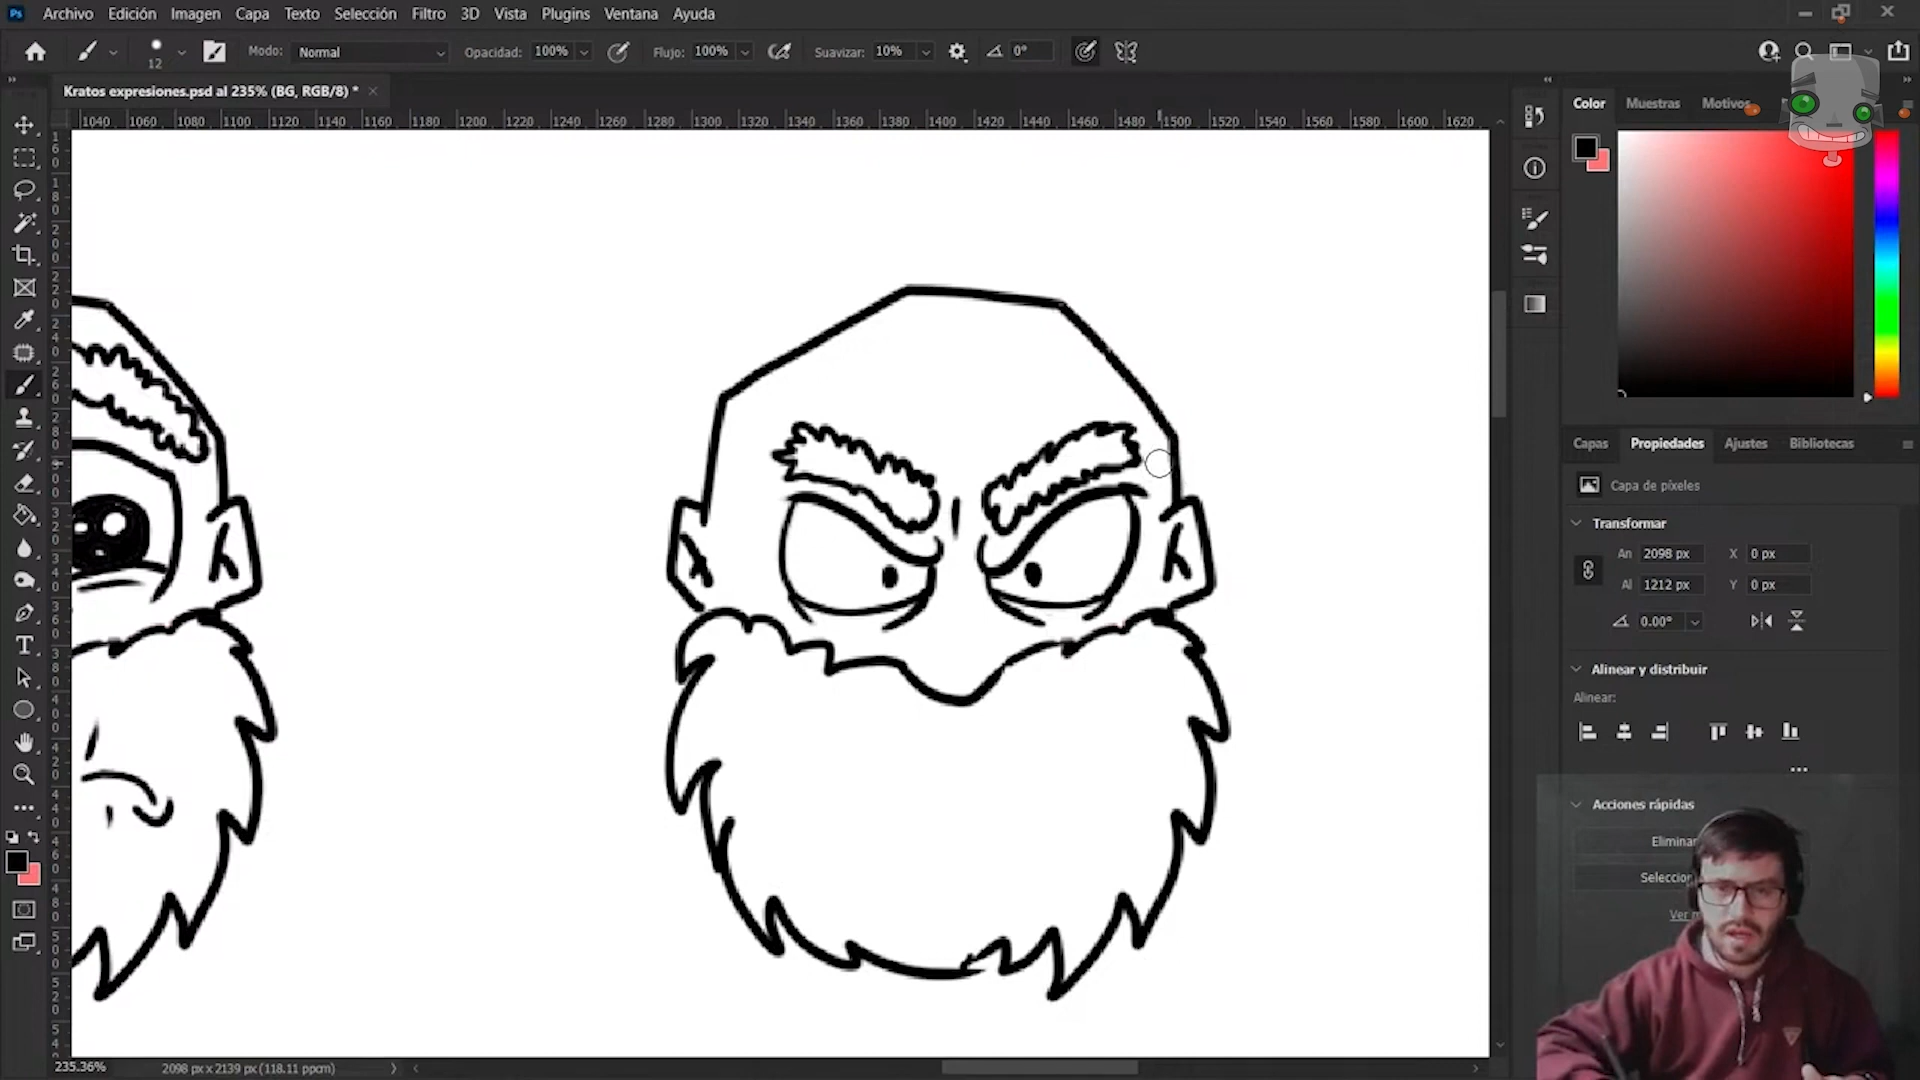 Ps Archivo Edición Imagen Capa Texto Selección Filtro 3D Vista Plugins Ventana Ayuda
12 Modo: Normal Opacidad: 100% Flujo: 100% Suavizar: 10% 0°
Kratos expresiones.psd al 235% (BG, RGB/8) * ×
1040 1060 1080 1100 1120 1140 1160 1180 1200 1220 1240 1260 1280 1300 1320 1340 1360 1380 1400 1420 1440 1460 1480 1500 1520 1540 1560 1580 1600 1620
Color Muestras Motivos
Capas Propiedades Ajustes Bibliotecas
Capa de píxeles
Transformar
An 2098 px X 0 px
Al 1212 px Y 0 px
0.00°
Alinear y distribuir
Alinear:
Acciones rápidas
235.36% 2098 px x 2139 px (118.11 ppcm)